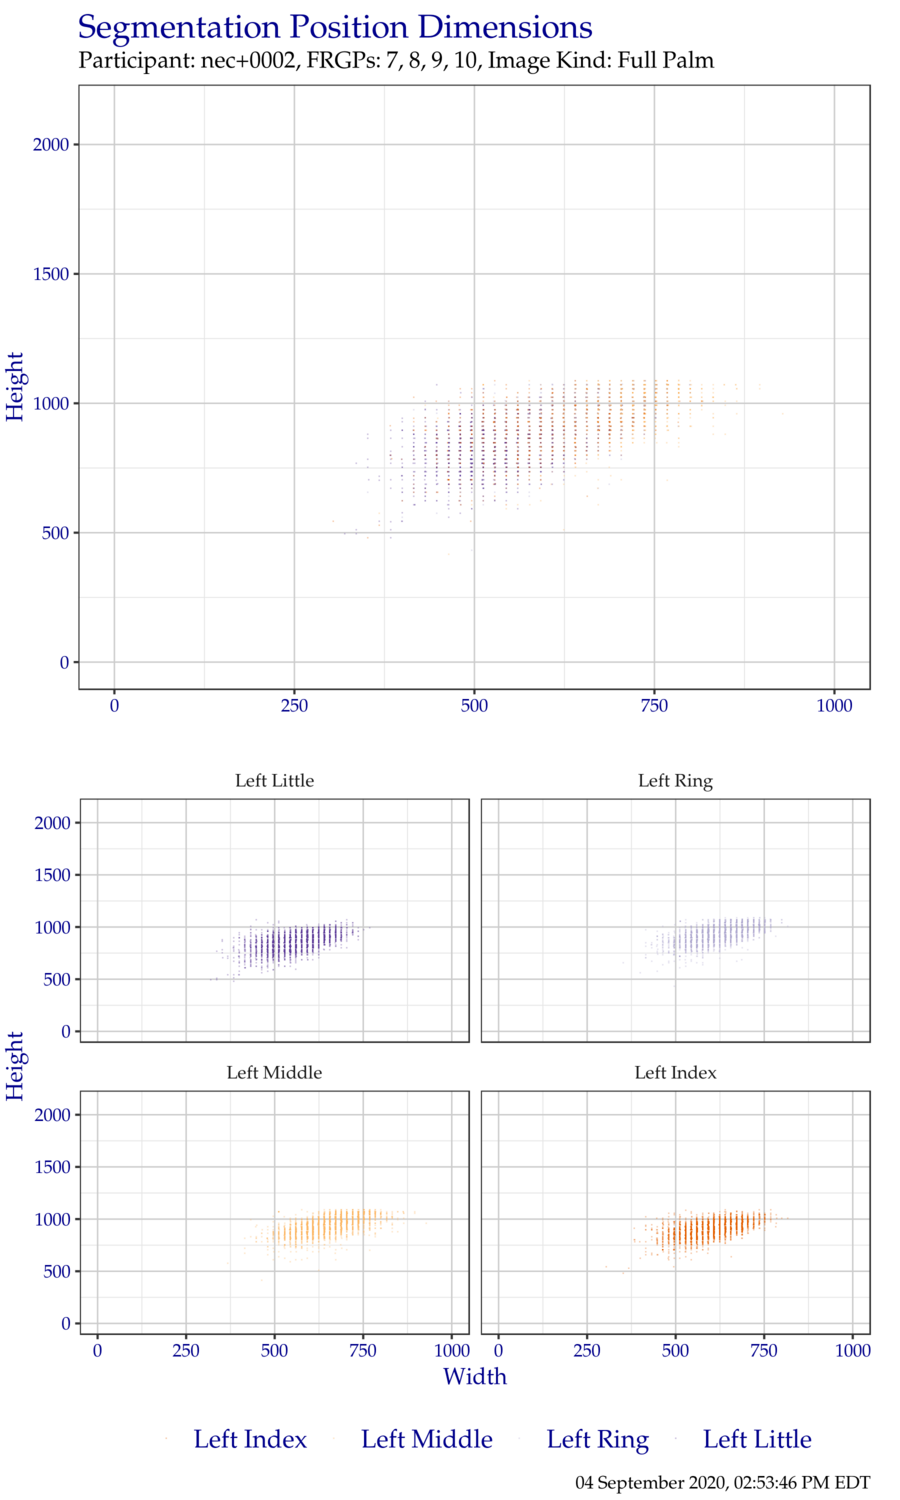 Segmentation Position Dimensions
Participant: nec+0002, FRGPs: 7, 8, 9, 10, Image Kind: Full Palm
Height
2000
1500
1000
500
0
0 250 500 750 1000
Left Little Left Ring
Height
2000
1500
1000
500
0
Left Middle Left Index
2000
1500
1000
500
0
0 250 500 750 1000 0 250 500 750 1000
Width
Left Index Left Middle Left Ring Left Little
04 September 2020, 02:53:46 PM EDT